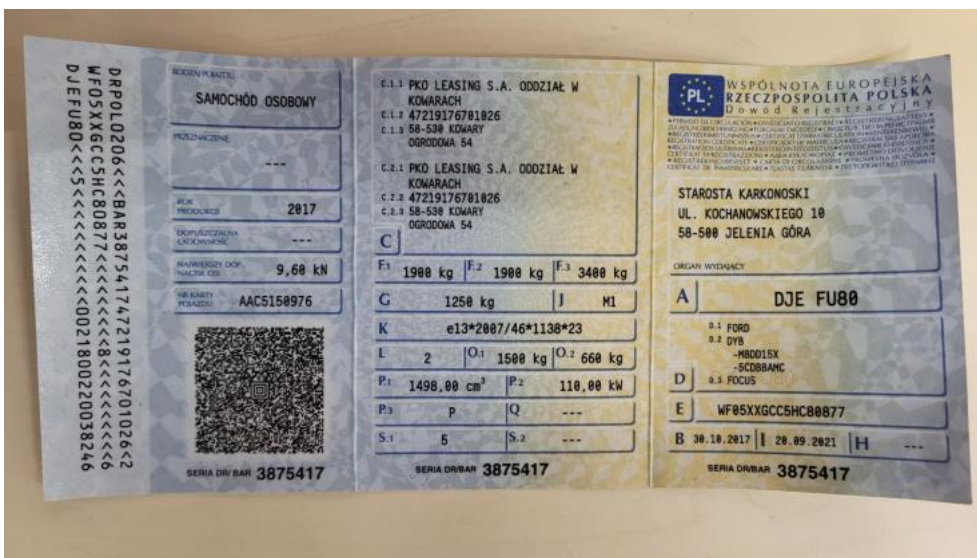 DRPOL0206<<BAR38754174721917670102​6<2
WF05XXGCC5HC80877<<<<<<<8<<<<<<<6
RODZAJ POJAZDU
SAMOCHÓD OSOBOWY
PRZEZNACZENIE
---
ROK PRODUKCJI 2017
DOPUSZCZALNA ŁADOWNOŚĆ ---
NAJWIĘKSZY DOP. NACISK OSI 9,60 kN
NR KARTY POJAZDU AAC5150976
SERIA DR/BAR 3875417
C.1.1 PKO LEASING S.A. ODDZIAŁ W
KOWARACH
C.1.2 47219176701026
C.1.3 58-530 KOWARY
OGRODOWA 54
C.2.1 PKO LEASING S.A. ODDZIAŁ W
KOWARACH
C.2.2 47219176701026
C.2.3 58-530 KOWARY
OGRODOWA 54
C
F.1 1900 kg F.2 1900 kg F.3 3400 kg
G 1250 kg J M1
K e13*2007/46*1138*23
L 2 O.1 1500 kg O.2 660 kg
P.1 1498,00 cm³ P.2 110,00 kW
P.3 P Q ---
S.1 5 S.2 ---
SERIA DR/BAR 3875417
PL
WSPÓLNOTA EUROPEJSKA
RZECZPOSPOLITA POLSKA
Dowód Rejestracyjny
STAROSTA KARKONOSKI
UL. KOCHANOWSKIEGO 10
58-500 JELENIA GÓRA
ORGAN WYDAJĄCY
A DJE FU80
D.1 FORD
D.2 DYB
-M8DD15X
-5CDBBAMC
D D.3 FOCUS
E WF05XXGCC5HC80877
B 30.10.2017 I 20.09.2021 H ---
SERIA DR/BAR 3875417